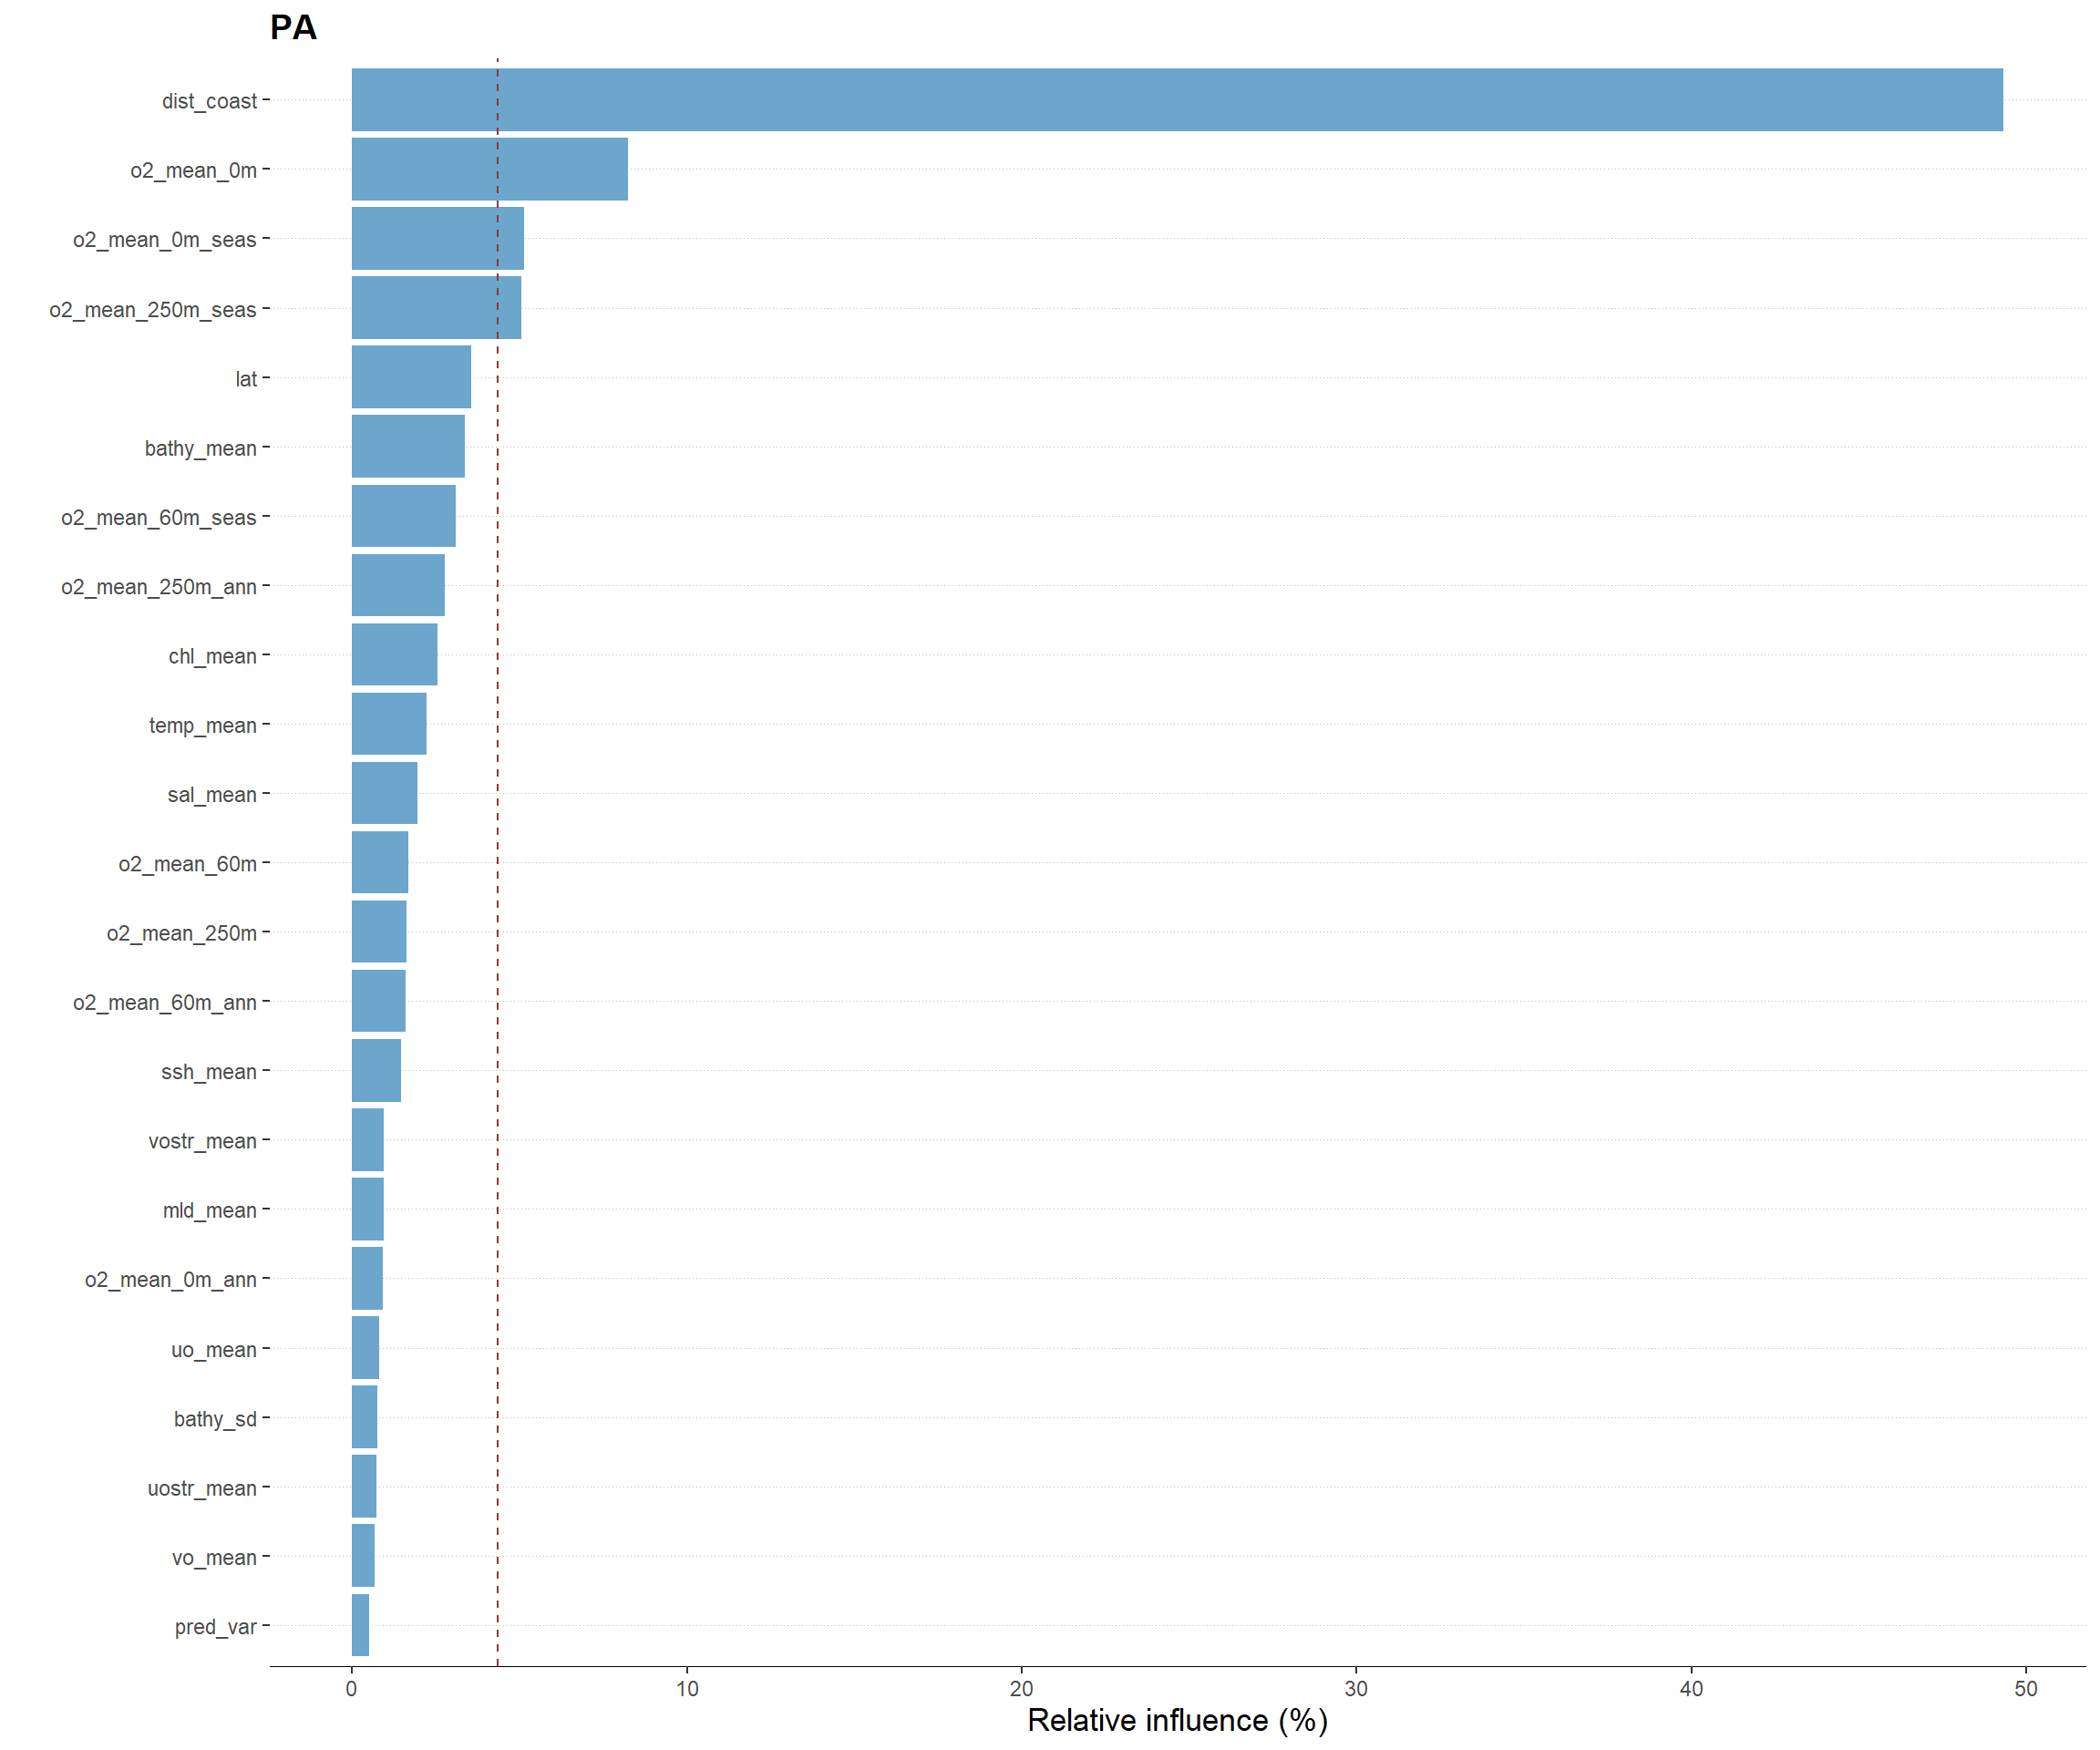 PA
dist_coast
o2_mean_0m
o2_mean_0m_seas
o2_mean_250m_seas
lat
bathy_mean
o2_mean_60m_seas
o2_mean_250m_ann
chl_mean
temp_mean
sal_mean
o2_mean_60m
o2_mean_250m
o2_mean_60m_ann
ssh_mean
vostr_mean
mld_mean
o2_mean_0m_ann
uo_mean
bathy_sd
uostr_mean
vo_mean
pred_var
0 10 20 30 40 50
Relative influence (%)